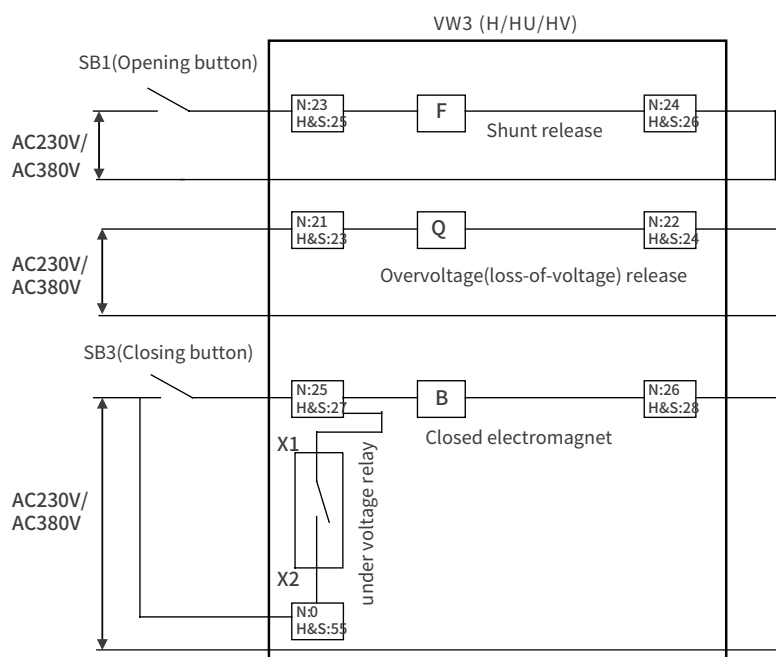 VW3 (H/HU/HV)
SB1(Opening button)
N:23
H&S:25
F
N:24
H&S:26
Shunt release
AC230V/
AC380V
N:21
H&S:23
Q
N:22
H&S:24
Overvoltage(loss-of-voltage) release
AC230V/
AC380V
SB3(Closing button)
N:25
H&S:27
B
N:26
H&S:28
Closed electromagnet
X1
under voltage relay
AC230V/
AC380V
X2
N:0
H&S:55